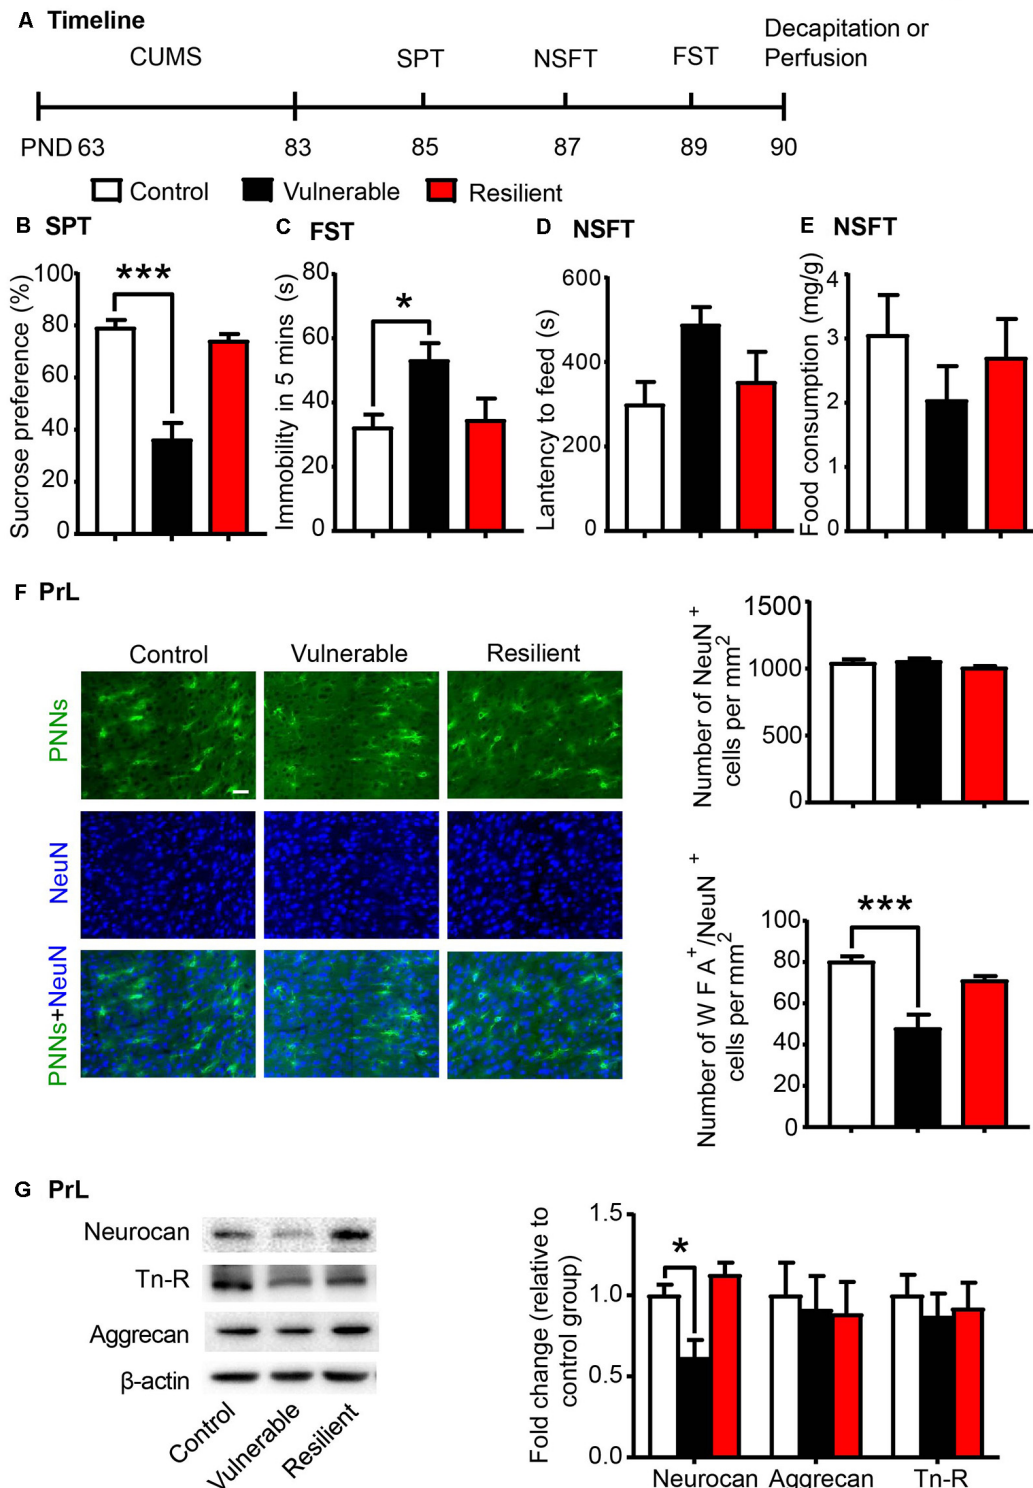 A Timeline
CUMS SPT NSFT FST Decapitation or
Perfusion
PND 63 83 85 87 89 90
Control Vulnerable Resilient
B SPT
Sucrose preference (%)
100
80
60
40
20
0
***
C FST
Immobility in 5 mins (s)
80
60
40
20
0
*
D NSFT
Lantency to feed (s)
600
400
200
0
E NSFT
Food consumption (mg/g)
4
3
2
1
0
F PrL
Control Vulnerable Resilient
PNNs
NeuN
PNNs+NeuN
Number of NeuN +
cells per mm2
1500
1000
500
0
Number of W F A+/NeuN +
cells per mm2
100
80
60
40
20
0
***
G PrL
Neurocan
Tn-R
Aggrecan
β-actin
Control Vulnerable Resilient
Fold change (relative to
control group)
1.5
1.0
0.5
0.0
*
Neurocan Aggrecan Tn-R